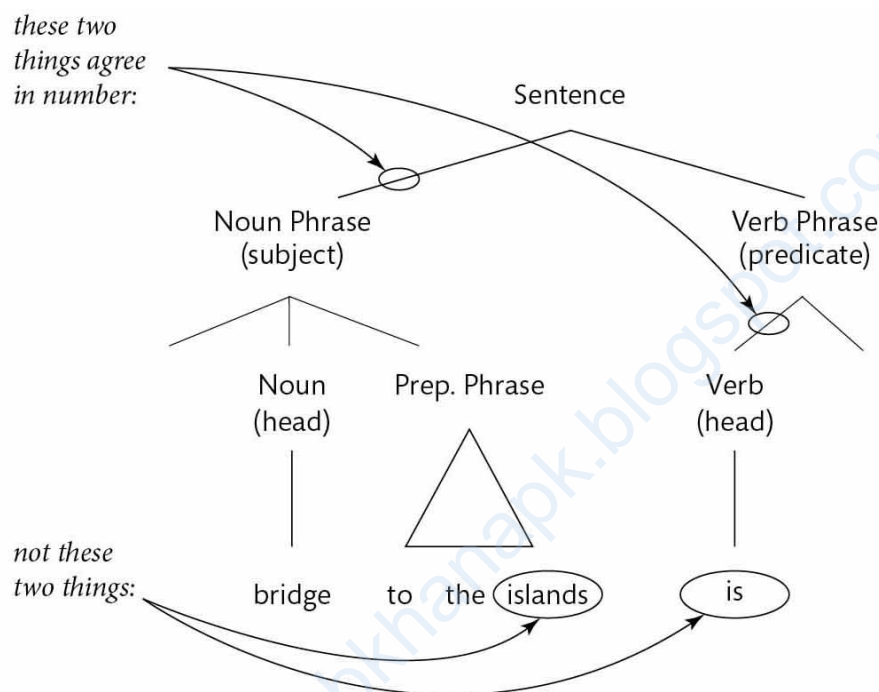 these two
things agree
in number:
Sentence
Noun Phrase
(subject)
Verb Phrase
(predicate)
Noun
(head)
Prep. Phrase
Verb
(head)
not these
two things:
bridge to the islands is